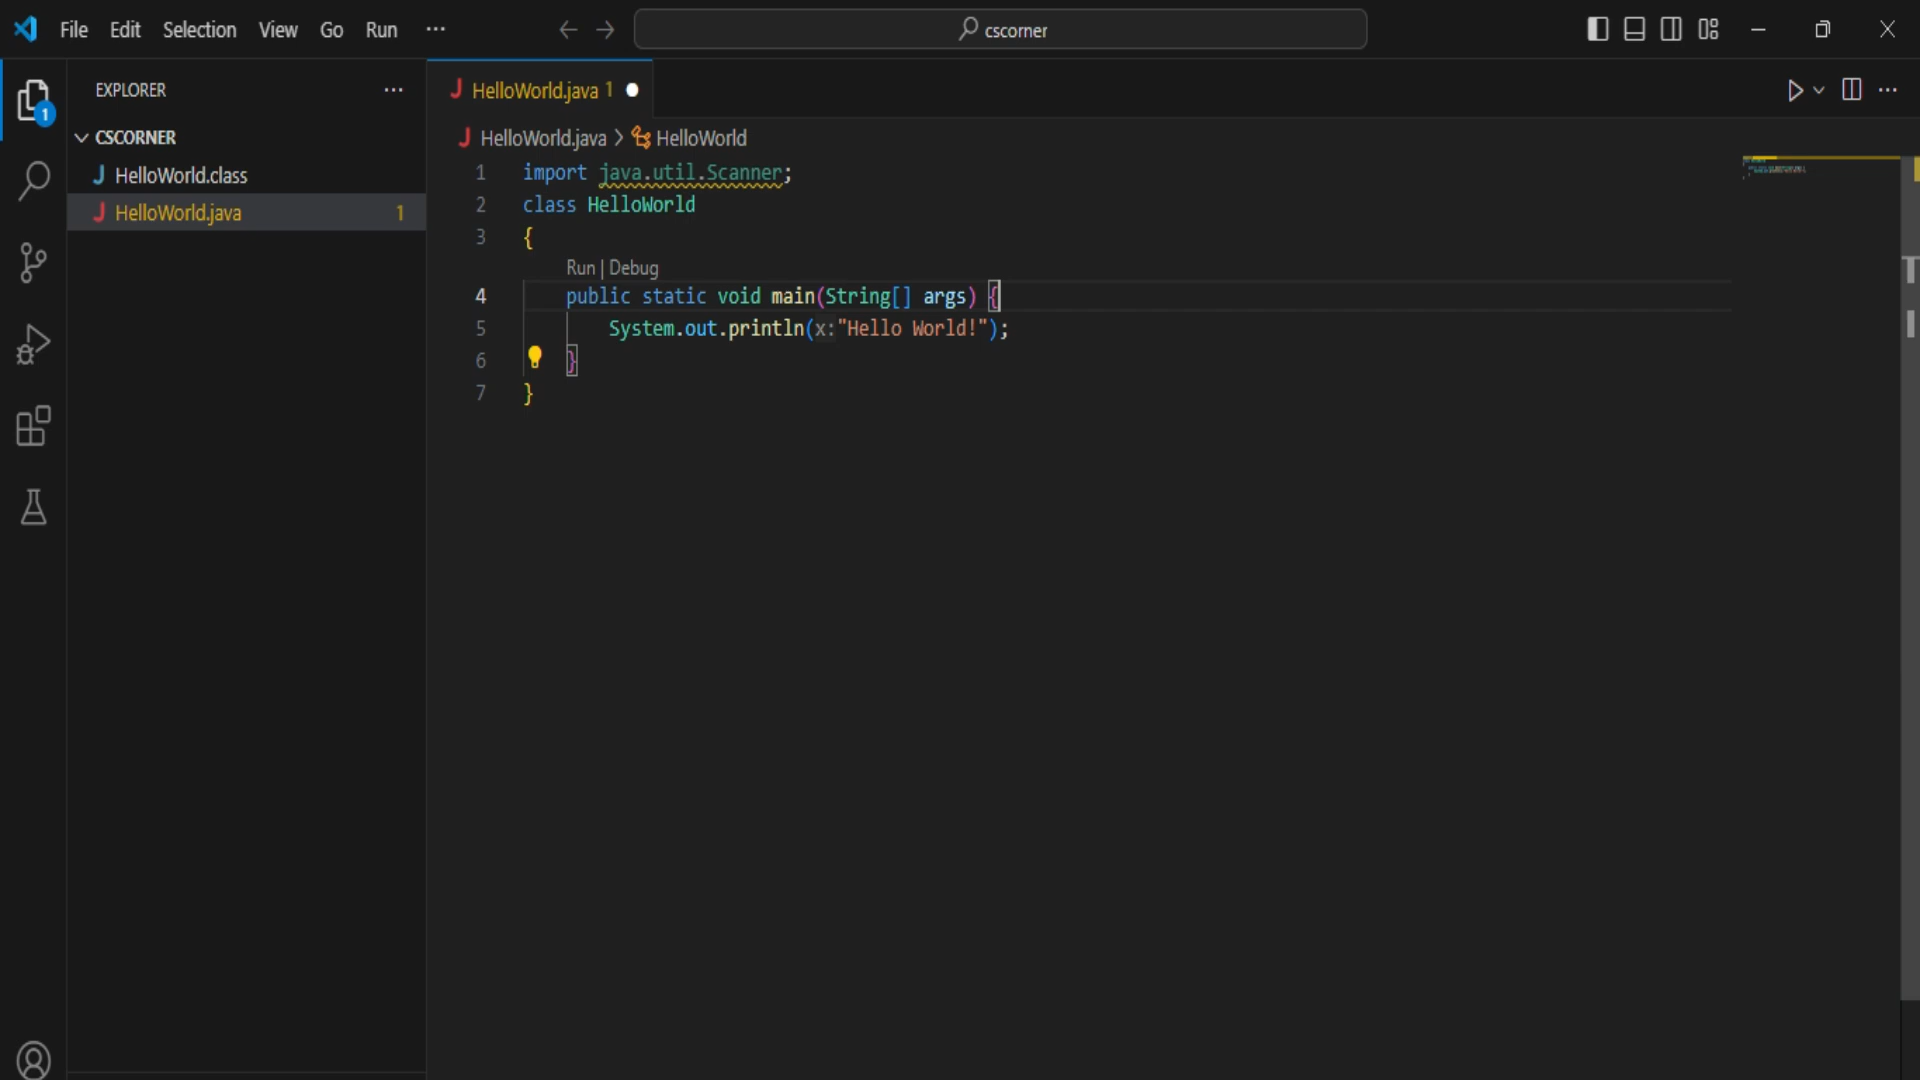 File Edit Selection View Go Run ···
cscorner
EXPLORER ···
1
CSCORNER
HelloWorld.class
HelloWorld.java 1
J HelloWorld.java 1
J HelloWorld.java > HelloWorld
1 import java.util.Scanner;
2 class HelloWorld
3 {
Run | Debug
4 public static void main(String[] args) {
5 System.out.println(x:"Hello World!");
6 }
7 }